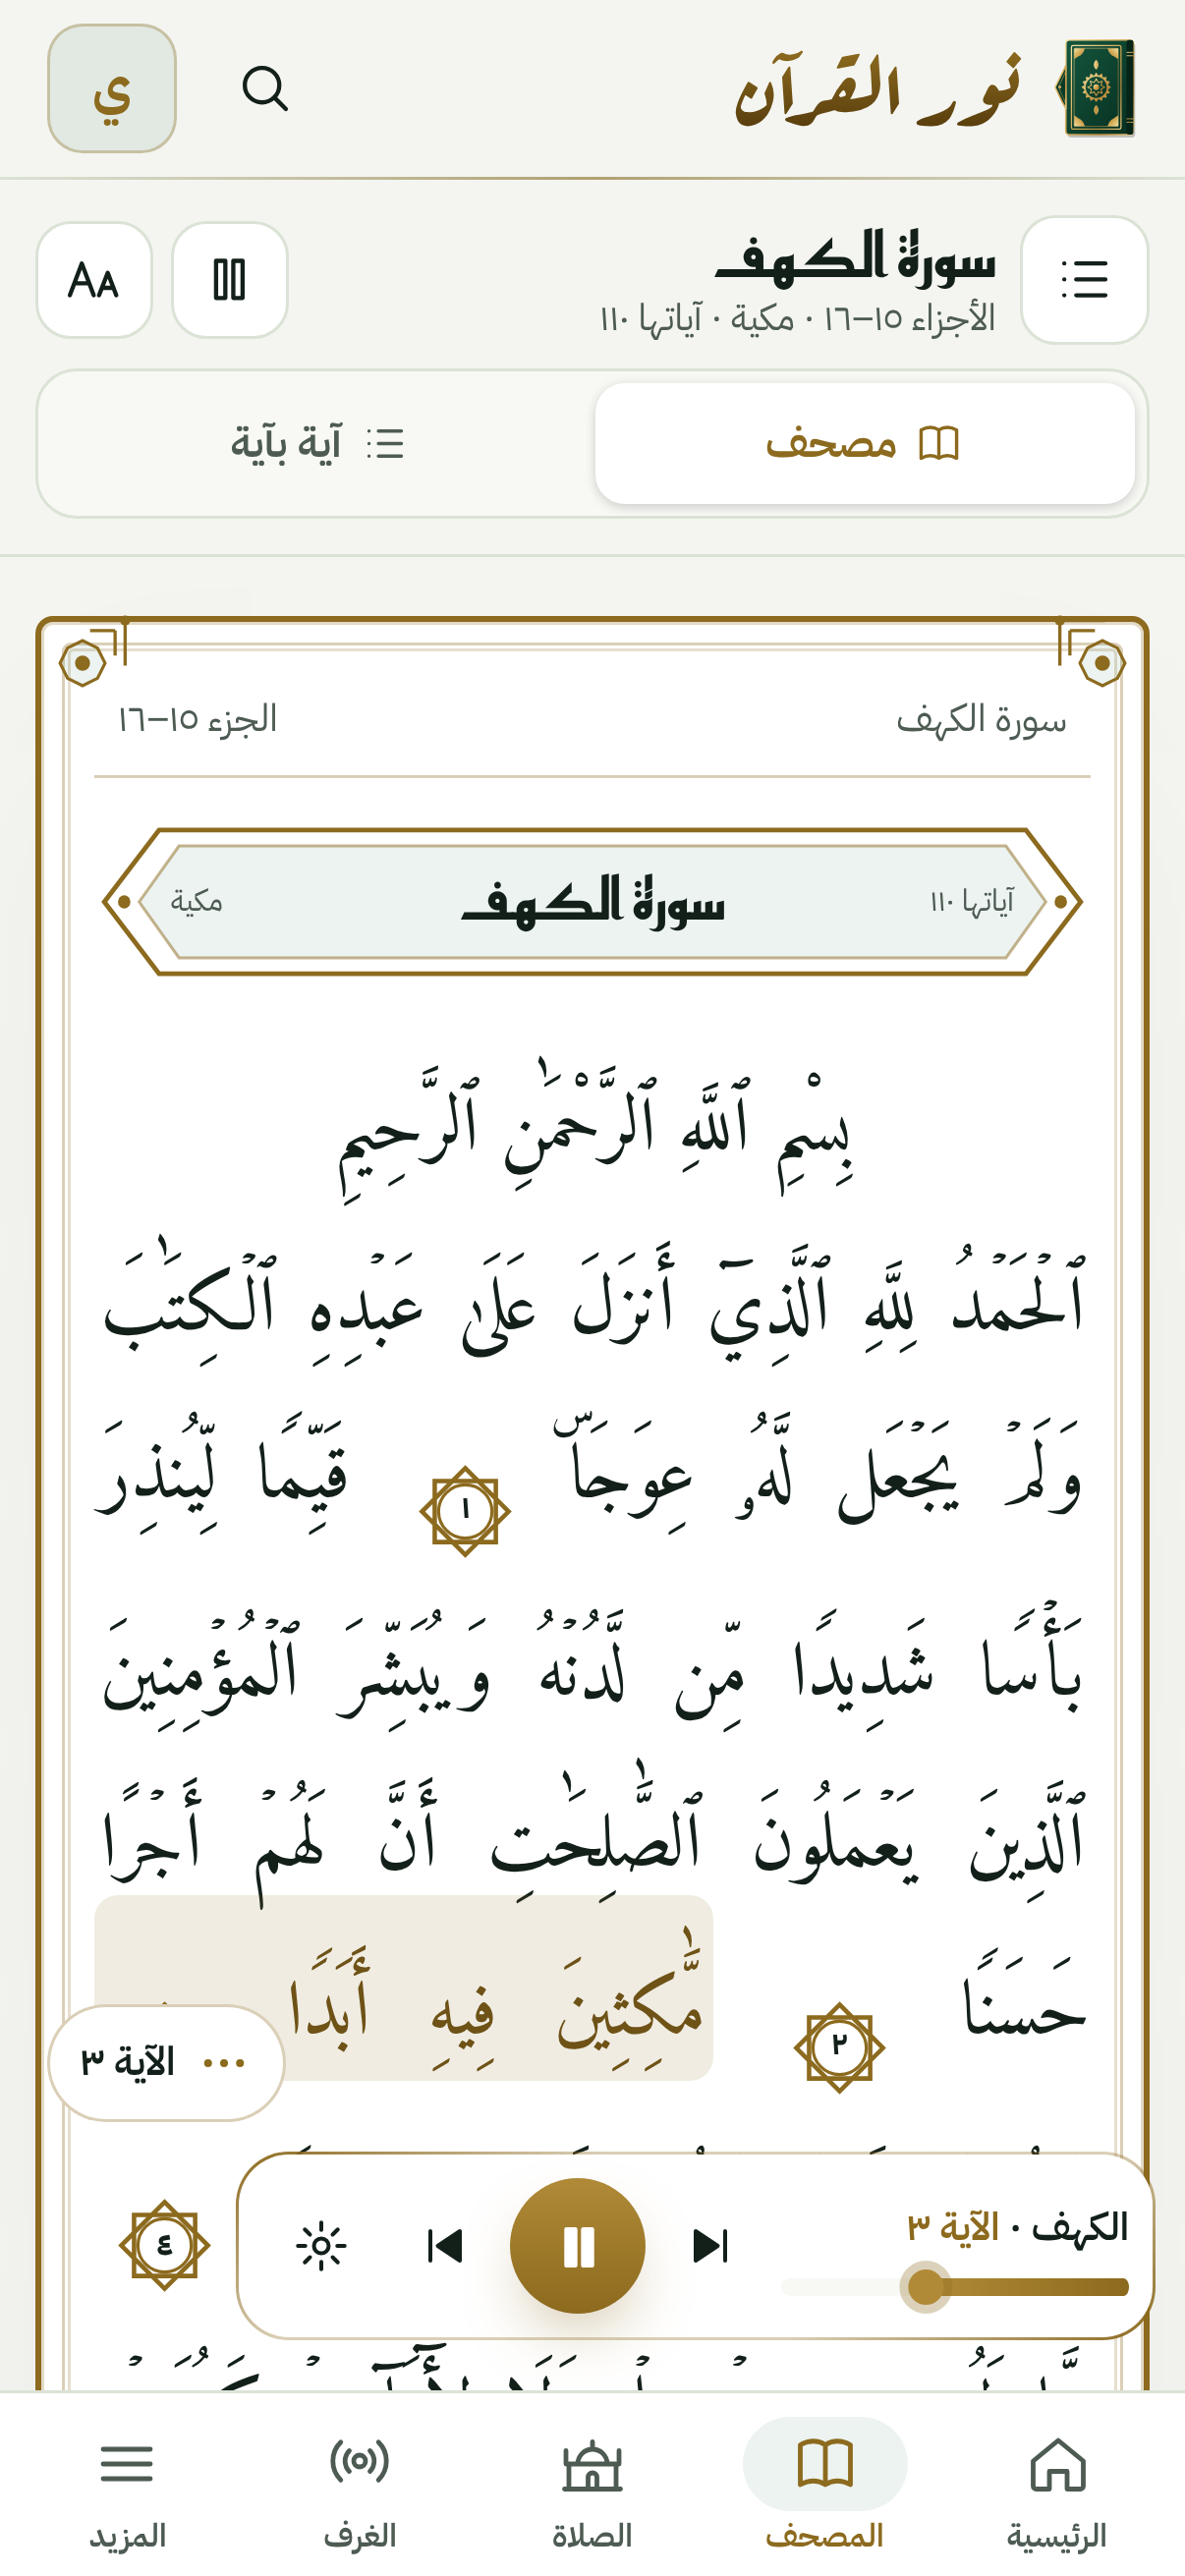 نور القرآن
ي
سورة الكهف
الأجزاء ١٥–١٦ · مكية · آياتها ١١٠
AA
مصحف
آية بآية
سورة الكهف
الجزء ١٥–١٦
آياتها ١١٠
سورة الكهف
مكية
بِسْمِ ٱللَّهِ ٱلرَّحْمَٰنِ ٱلرَّحِيمِ
ٱلْحَمْدُ لِلَّهِ ٱلَّذِيٓ أَنزَلَ عَلَىٰ عَبْدِهِ ٱلْكِتَٰبَ
وَلَمْ يَجْعَل لَّهُۥ عِوَجَاۜ ١ قَيِّمًا لِّيُنذِرَ
بَأْسًا شَدِيدًا مِّن لَّدُنْهُ وَيُبَشِّرَ ٱلْمُؤْمِنِينَ
ٱلَّذِينَ يَعْمَلُونَ ٱلصَّٰلِحَٰتِ أَنَّ لَهُمْ أَجْرًا
حَسَنًا ٢ مَّٰكِثِينَ فِيهِ أَبَدًا
الآية ٣
٤
الكهف · الآية ٣
الرئيسية
المصحف
الصلاة
الغرف
المزيد